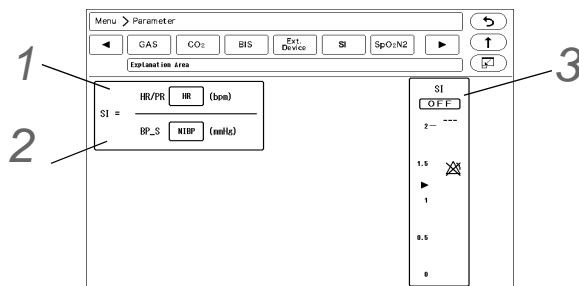 Menu > Parameter
GAS CO₂ BIS Ext. Device SI SpO₂N2
Explanation Area
1
2
3
HR/PR HR (bpm)
SI =
BP_S NIBP (mmHg)
SI
OFF
2 ---
1.5
1
0.5
0